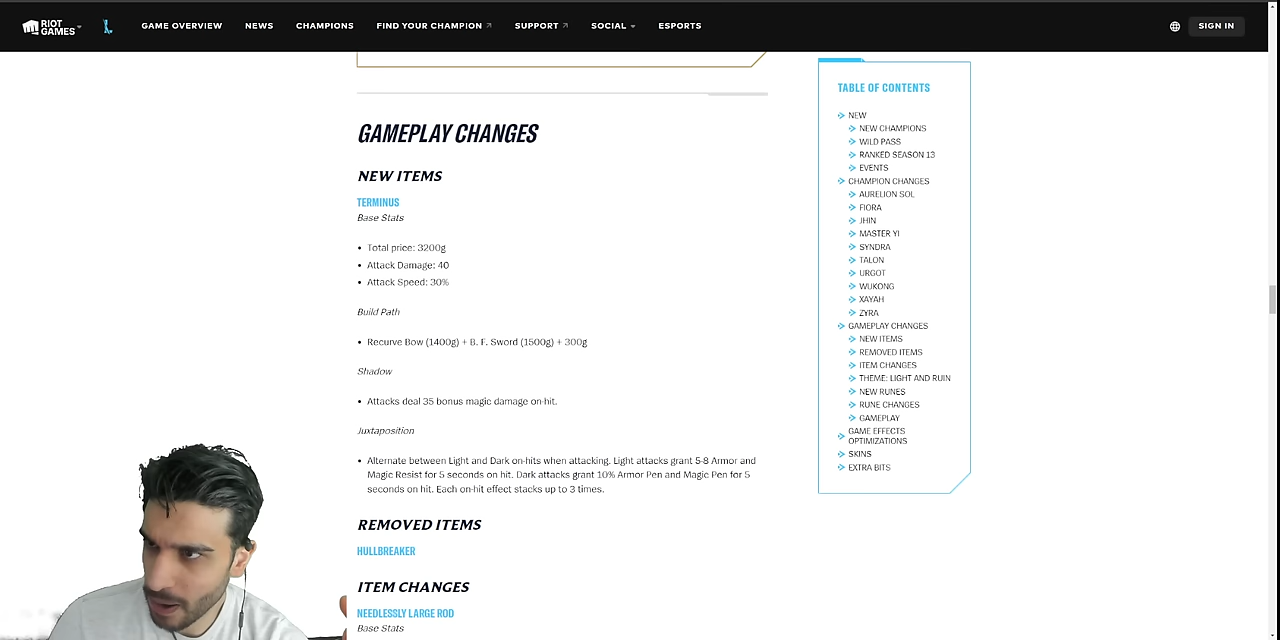 RIOT GAMES
GAME OVERVIEW
NEWS
CHAMPIONS
FIND YOUR CHAMPION
SUPPORT
SOCIAL
ESPORTS
SIGN IN
GAMEPLAY CHANGES
NEW ITEMS
TERMINUS
Base Stats
• Total price: 3200g
• Attack Damage: 40
• Attack Speed: 30%
Build Path
• Recurve Bow (1400g) + B. F. Sword (1500g) + 300g
Shadow
• Attacks deal 35 bonus magic damage on-hit.
Juxtaposition
• Alternate between Light and Dark on-hits when attacking. Light attacks grant 5-8 Armor and
Magic Resist for 5 seconds on hit. Dark attacks grant 10% Armor Pen and Magic Pen for 5
seconds on hit. Each on-hit effect stacks up to 3 times.
REMOVED ITEMS
HULLBREAKER
ITEM CHANGES
NEEDLESSLY LARGE ROD
Base Stats
TABLE OF CONTENTS
NEW
NEW CHAMPIONS
WILD PASS
RANKED SEASON 13
EVENTS
CHAMPION CHANGES
AURELION SOL
FIORA
JHIN
MASTER YI
SYNDRA
TALON
URGOT
WUKONG
XAYAH
ZYRA
GAMEPLAY CHANGES
NEW ITEMS
REMOVED ITEMS
ITEM CHANGES
THEME: LIGHT AND RUIN
NEW RUNES
RUNE CHANGES
GAMEPLAY
GAME EFFECTS
OPTIMIZATIONS
SKINS
EXTRA BITS